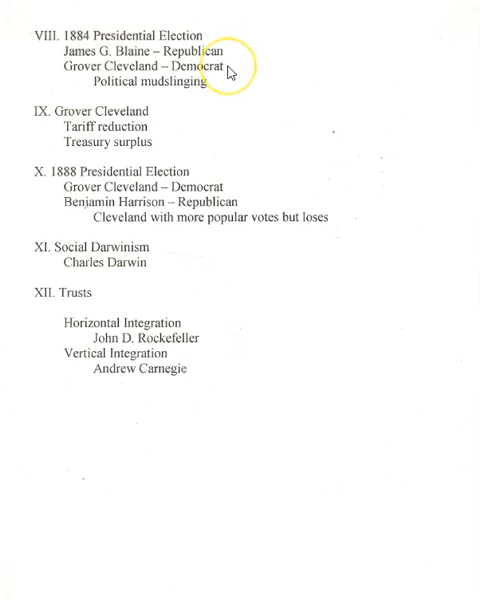 VIII. 1884 Presidential Election
James G. Blaine – Republican
Grover Cleveland – Democrat
Political mudslinging
IX. Grover Cleveland
Tariff reduction
Treasury surplus
X. 1888 Presidential Election
Grover Cleveland – Democrat
Benjamin Harrison – Republican
Cleveland with more popular votes but loses
XI. Social Darwinism
Charles Darwin
XII. Trusts
Horizontal Integration
John D. Rockefeller
Vertical Integration
Andrew Carnegie